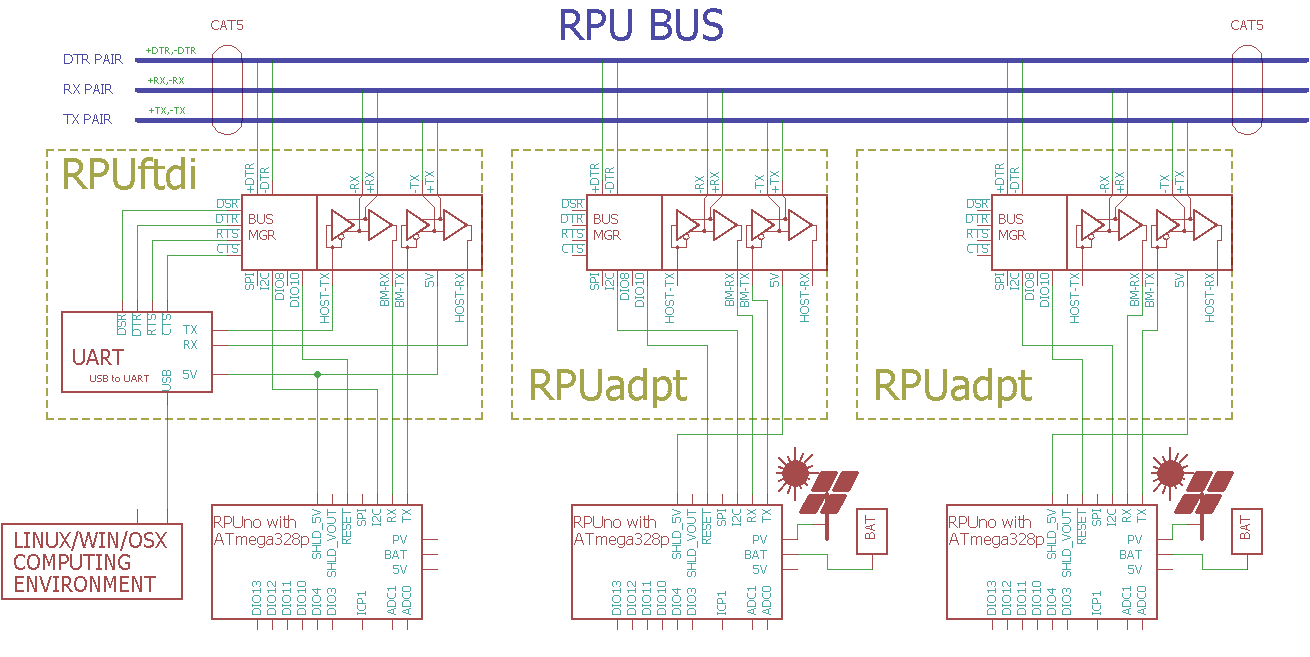 RPU BUS
CAT5
CAT5
DTR PAIR
+DTR,-DTR
RX PAIR
+RX,-RX
TX PAIR
+TX,-TX
RPUftdi
+DTR
-DTR
-RX
+RX
-TX
+TX
DSR
DTR
RTS
CTS
BUS
MGR
SPI
I2C
DIO8
DIO10
HOST-TX
BM-RX
BM-TX
5V
HOST-RX
DSR
DTR
RTS
CTS
TX
RX
5V
UART
USB to UART
USB
+DTR
-DTR
-RX
+RX
-TX
+TX
DSR
DTR
RTS
CTS
BUS
MGR
SPI
I2C
DIO8
DIO10
HOST-TX
BM-RX
BM-TX
5V
HOST-RX
RPUadpt
+DTR
-DTR
-RX
+RX
-TX
+TX
DSR
DTR
RTS
CTS
BUS
MGR
SPI
I2C
DIO8
DIO10
HOST-TX
BM-RX
BM-TX
5V
HOST-RX
RPUadpt
LINUX/WIN/OSX
COMPUTING
ENVIRONMENT
RPUno with
ATmega328p
SHLD_5V
SHLD_VOUT
RESET
SPI
I2C
RX
TX
PV
BAT
5V
DIO13
DIO12
DIO11
DIO10
DIO4
DIO3
ICP1
ADC1
ADC0
RPUno with
ATmega328p
SHLD_5V
SHLD_VOUT
RESET
SPI
I2C
RX
TX
PV
BAT
5V
DIO13
DIO12
DIO11
DIO10
DIO4
DIO3
ICP1
ADC1
ADC0
BAT
RPUno with
ATmega328p
SHLD_5V
SHLD_VOUT
RESET
SPI
I2C
RX
TX
PV
BAT
5V
DIO13
DIO12
DIO11
DIO10
DIO4
DIO3
ICP1
ADC1
ADC0
BAT